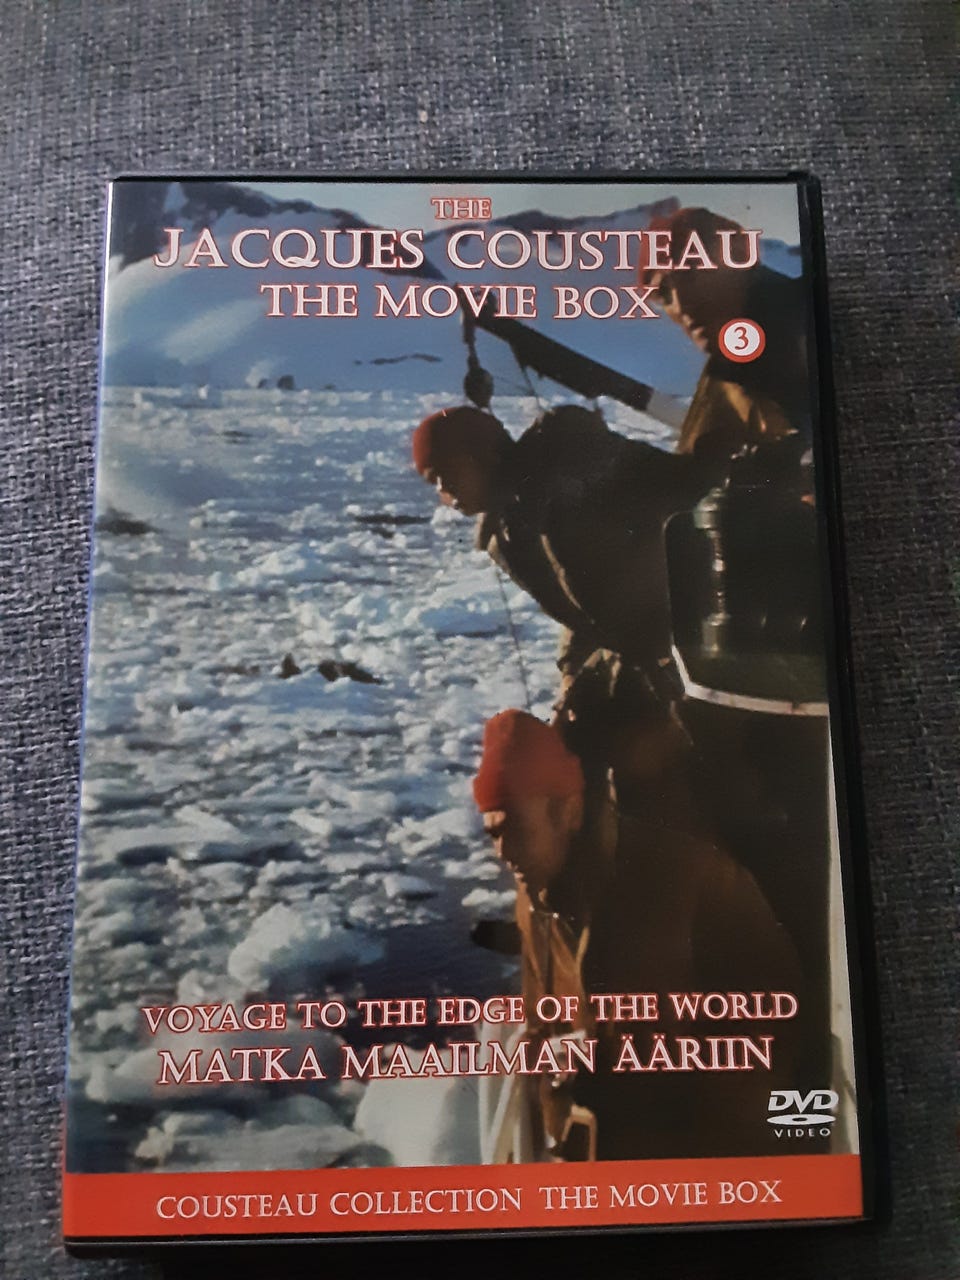 THE
JACQUES COUSTEAU
THE MOVIE BOX
3
VOYAGE TO THE EDGE OF THE WORLD
MATKA MAAILMAN ÄÄRIIN
DVD
VIDEO
COUSTEAU COLLECTION THE MOVIE BOX